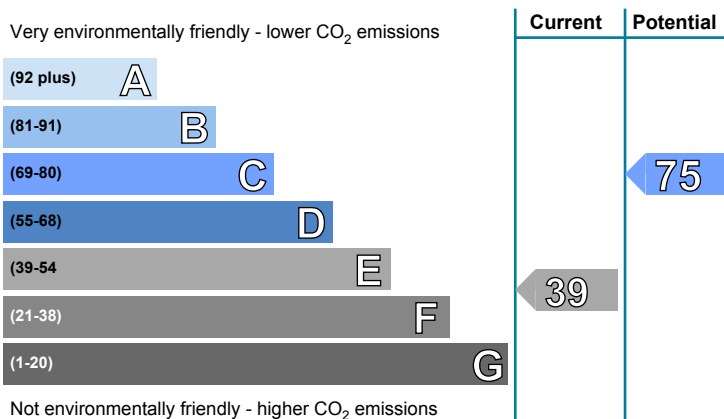 Current Potential
Very environmentally friendly - lower CO₂ emissions
(92 plus) A
(81-91) B
(69-80) C
75
(55-68) D
(39-54 E
39
(21-38) F
(1-20) G
Not environmentally friendly - higher CO₂ emissions